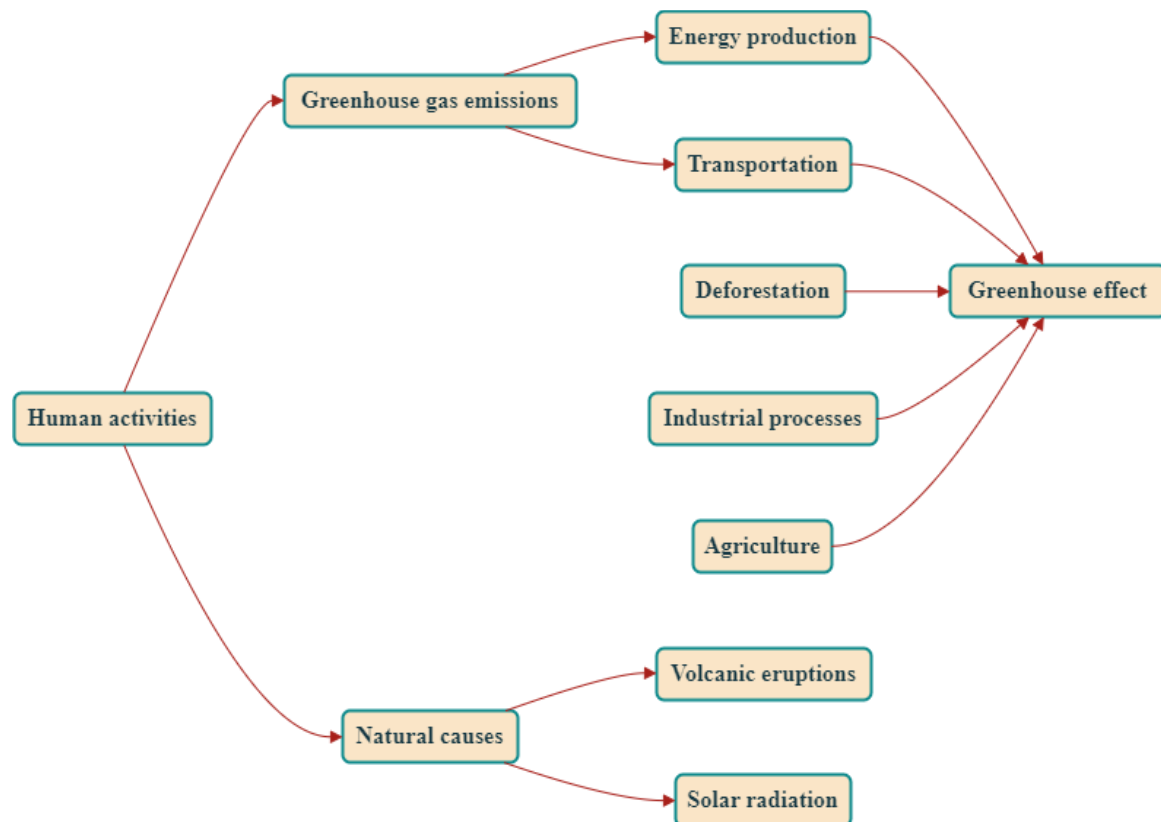 Energy production
Greenhouse gas emissions
Transportation
Deforestation
Greenhouse effect
Human activities
Industrial processes
Agriculture
Volcanic eruptions
Natural causes
Solar radiation